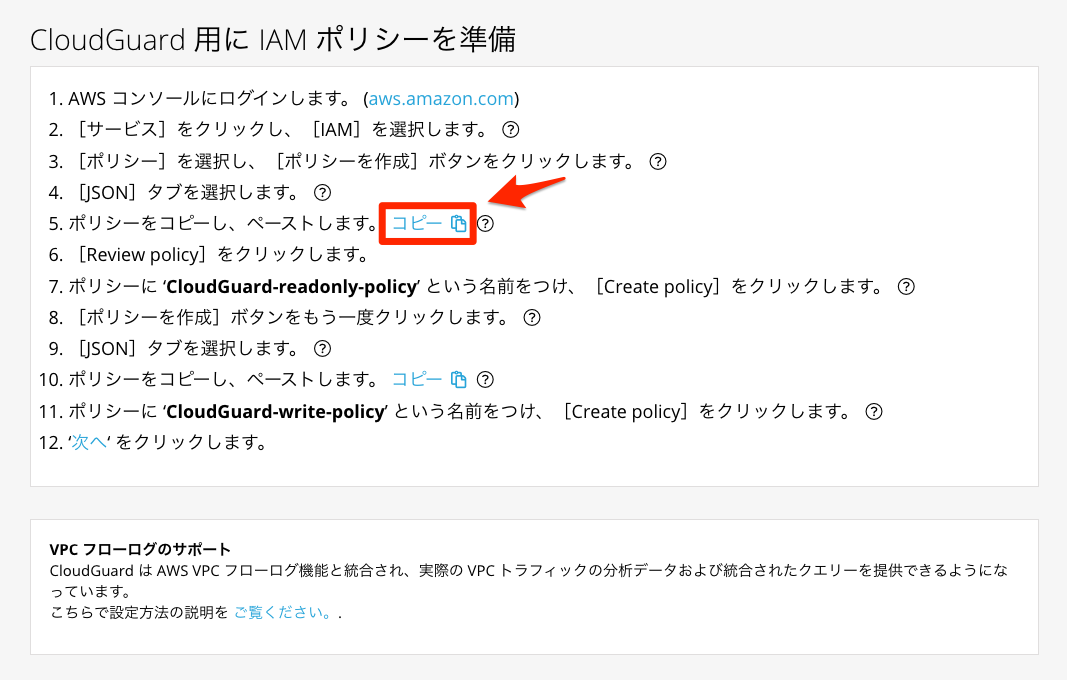 CloudGuard 用に IAM ポリシーを準備
1. AWS コンソールにログインします。 (aws.amazon.com)
2. ［サービス］をクリックし、［IAM］を選択します。 ?
3. ［ポリシー］を選択し、［ポリシーを作成］ボタンをクリックします。 ?
4. ［JSON］タブを選択します。 ?
5. ポリシーをコピーし、ペーストします。 コピー ?
6. ［Review policy］をクリックします。
7. ポリシーに ‘CloudGuard-readonly-policy’ という名前をつけ、［Create policy］をクリックします。 ?
8. ［ポリシーを作成］ボタンをもう一度クリックします。 ?
9. ［JSON］タブを選択します。 ?
10. ポリシーをコピーし、ペーストします。 コピー ?
11. ポリシーに ‘CloudGuard-write-policy’ という名前をつけ、［Create policy］をクリックします。 ?
12. ‘次へ‘ をクリックします。
VPC フローログのサポート
CloudGuard は AWS VPC フローログ機能と統合され、実際の VPC トラフィックの分析データおよび統合されたクエリーを提供できるようにな
っています。
こちらで設定方法の説明を ご覧ください。.